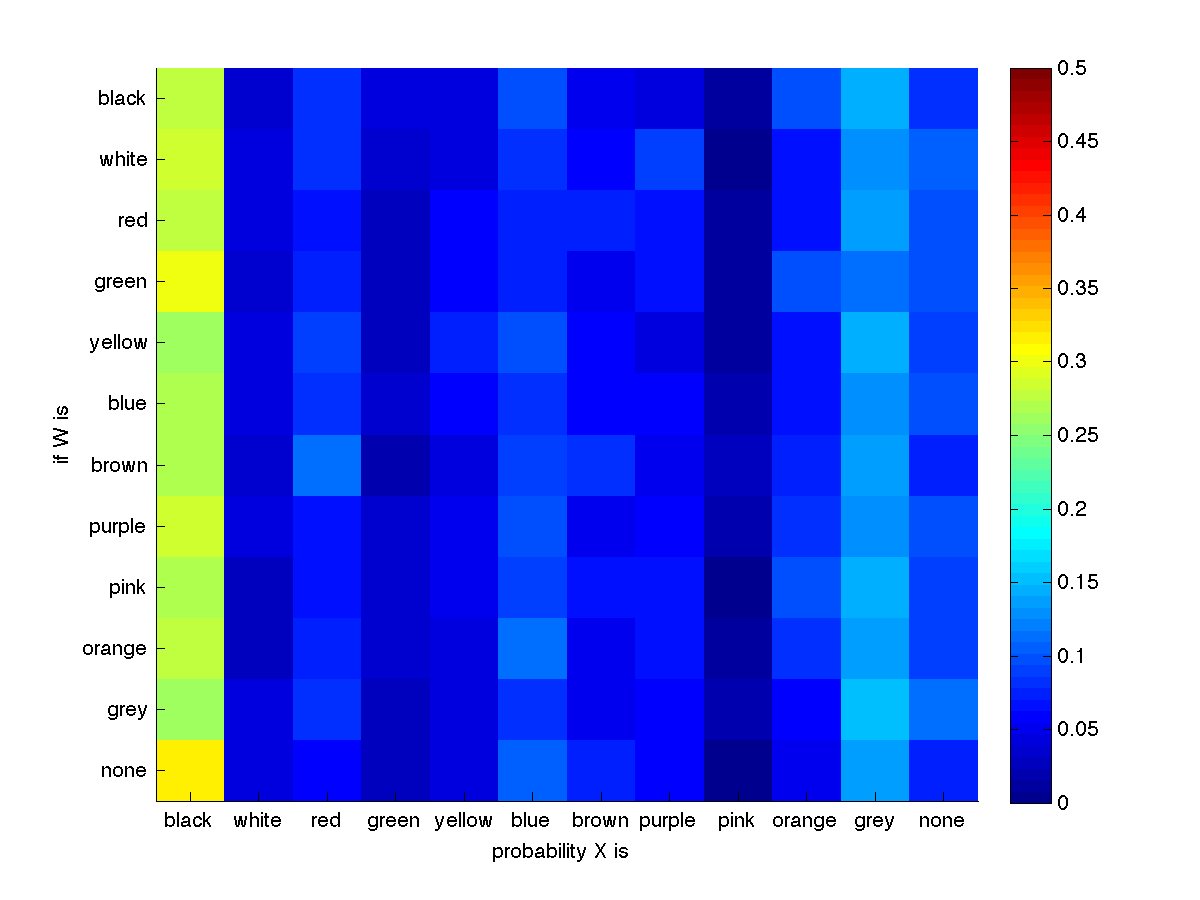 black
white
red
green
yellow
blue
brown
purple
pink
orange
grey
none
if W is
black white red green yellow blue brown purple pink orange grey none
probability X is
0.5
0.45
0.4
0.35
0.3
0.25
0.2
0.15
0.1
0.05
0